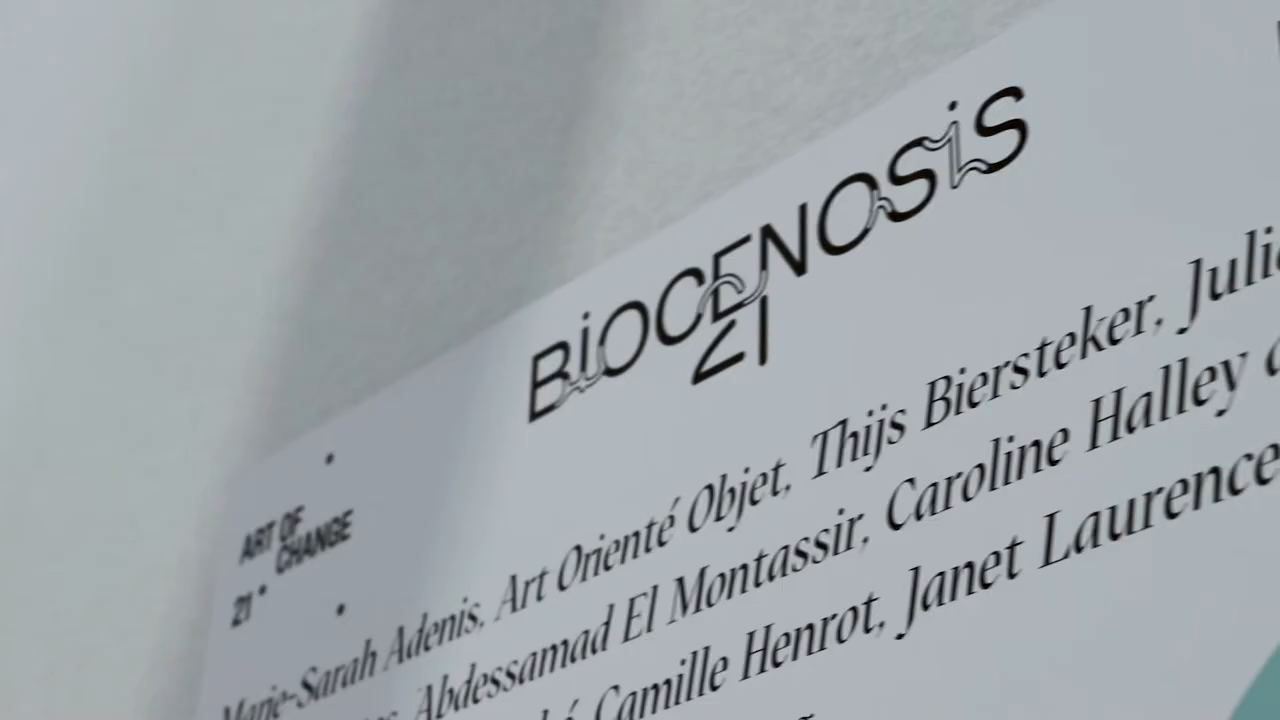 BiOCENOSiS
21
ART OF
CHANGE
21
Marie-Sarah Adenis, Art Orienté Objet, Thijs Biersteker,
Abdessamad El Montassir, Caroline Halley
Camille Henrot, Janet Laurence